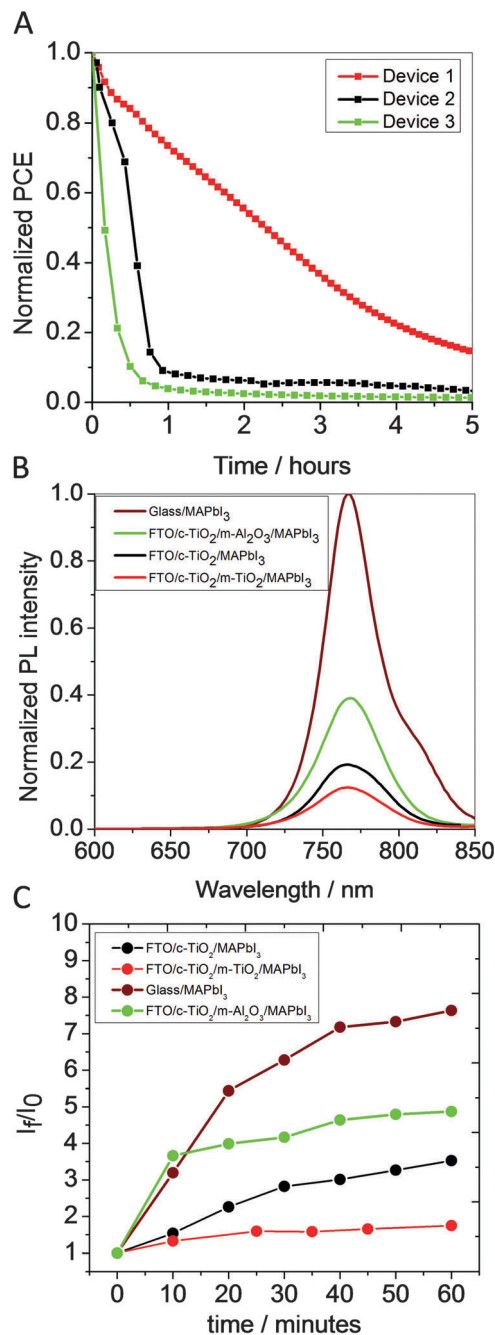 A
1.0
0.8
0.6
0.4
0.2
0.0
Normalized PCE
Device 1
Device 2
Device 3
0 1 2 3 4 5
Time / hours
B
1.0
0.8
0.6
0.4
0.2
0.0
Normalized PL intensity
Glass/MAPbI₃
FTO/c-TiO₂/m-Al₂O₃/MAPbI₃
FTO/c-TiO₂/MAPbI₃
FTO/c-TiO₂/m-TiO₂/MAPbI₃
600 650 700 750 800 850
Wavelength / nm
C
10
9
8
7
6
5
4
3
2
1
I_f/I_0
FTO/c-TiO₂/MAPbI₃
FTO/c-TiO₂/m-TiO₂/MAPbI₃
Glass/MAPbI₃
FTO/c-TiO₂/m-Al₂O₃/MAPbI₃
0 10 20 30 40 50 60
time / minutes